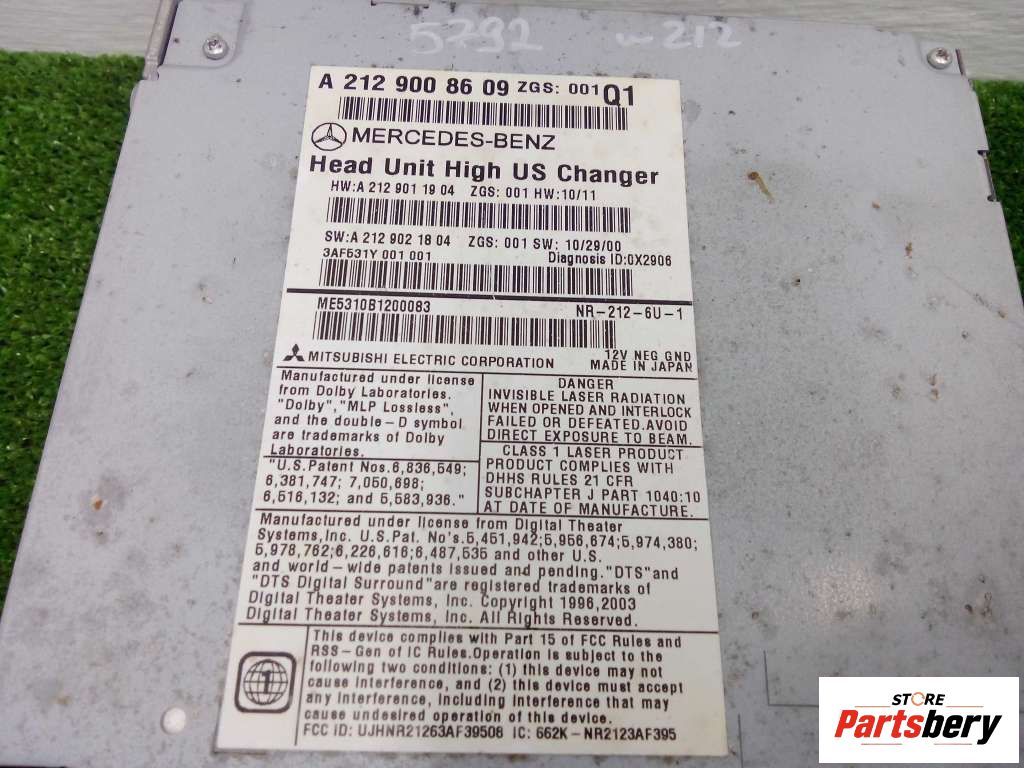 5792 w212
A 212 900 86 09 ZGS: 001 Q1
MERCEDES-BENZ
Head Unit High US Changer
HW:A 212 901 19 04 ZGS: 001 HW:10/11
SW:A 212 902 18 04 ZGS: 001 SW; 10/29/00
3AF531Y 001 001 Diagnosis ID:0X2906
ME5310B1200083 NR-212-6U-1
MITSUBISHI ELECTRIC CORPORATION
12V NEG GND
MADE IN JAPAN
Manufactured under license
from Dolby Laboratories.
"Dolby","MLP Lossless",
and the double-D symbol
are trademarks of Dolby
Laboratories.
"U.S.Patent Nos.6,836,549;
6,381,747; 7,050,698;
6,516,132; and 5,583,936."
DANGER
INVISIBLE LASER RADIATION
WHEN OPENED AND INTERLOCK
FAILED OR DEFEATED.AVOID
DIRECT EXPOSURE TO BEAM.
CLASS 1 LASER PRODUCT
PRODUCT COMPLIES WITH
DHHS RULES 21 CFR
SUBCHAPTER J PART 1040:10
AT DATE OF MANUFACTURE.
Manufactured under license from Digital Theater
Systems,Inc. U.S.Pat. No's.5,451,942;5,956,674;5,974,380;
5,978,762;6,226,616;6,487,535 and other U.S.
and world-wide patents issued and pending."DTS"and
"DTS Digital Surround"are registered trademarks of
Digital Theater Systems, Inc. Copyright 1996,2003
Digital Theater Systems, Inc. All Rights Reserved.
1
This device complies with Part 15 of FCC Rules and
RSS-Gen of IC Rules.Operation is subject to the
following two conditions: (1) this device may not
cause interference, and (2) this device must accept
any interference, including interference that may
cause undesired operation of this device.
FCC ID: UJHNR21263AF39508 IC: 662K-NR2123AF395
STORE
Partsbery